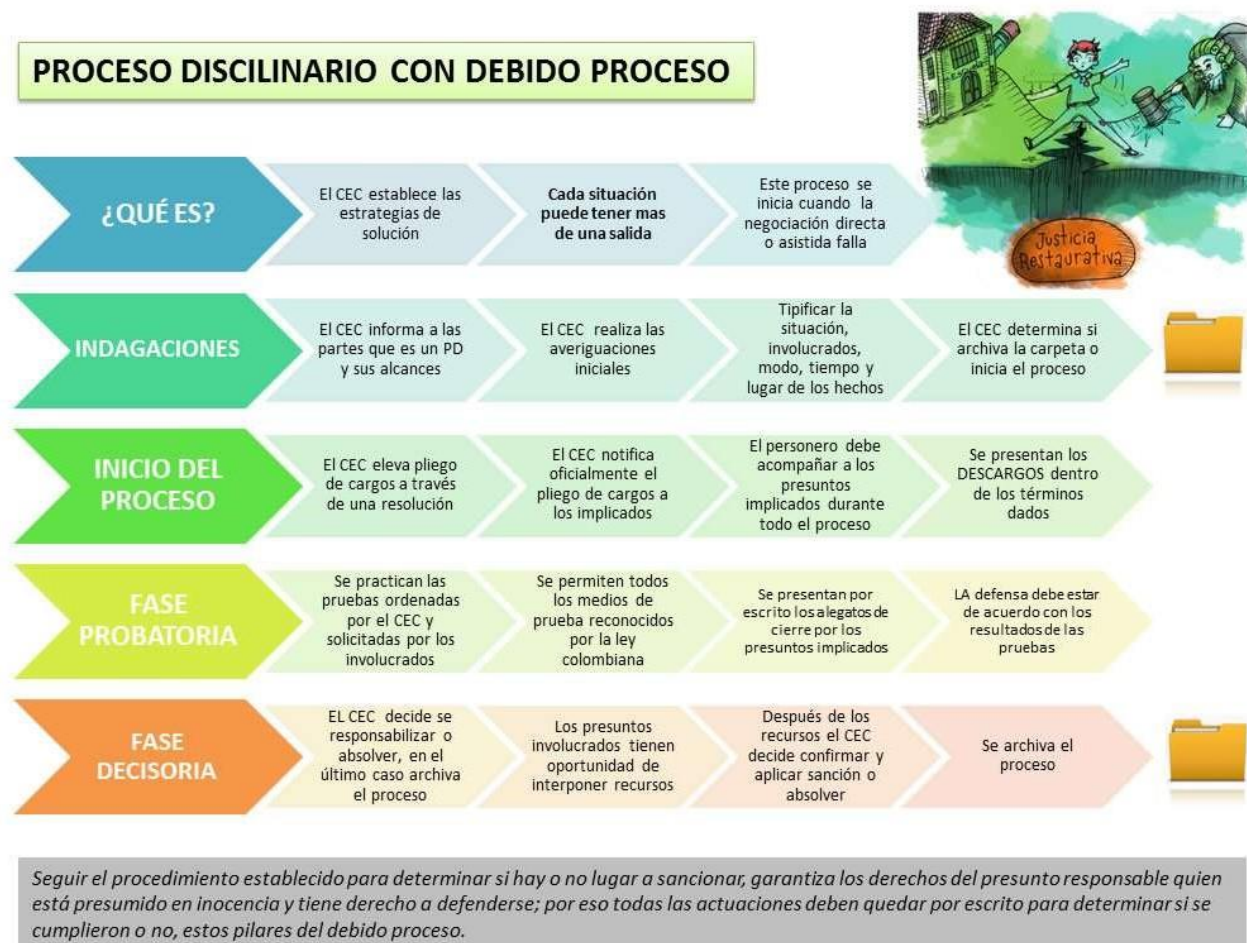 PROCESO DISCILINARIO CON DEBIDO PROCESO
Justicia
Restaurativa
¿QUÉ ES?
El CEC establece las
estrategias de
solución
Cada situación
puede tener mas
de una salida
Este proceso se
inicia cuando la
negociación directa
o asistida falla
INDAGACIONES
El CEC informa a las
partes que es un PD
y sus alcances
El CEC realiza las
averiguaciones
iniciales
Tipificar la
situación,
involucrados,
modo, tiempo y
lugar de los hechos
El CEC determina si
archiva la carpeta o
inicia el proceso
INICIO DEL
PROCESO
El CEC eleva pliego
de cargos a través
de una resolución
El CEC notifica
oficialmente el
pliego de cargos a
los implicados
El personero debe
acompañar a los
presuntos
implicados durante
todo el proceso
Se presentan los
DESCARGOS dentro
de los términos
dados
FASE
PROBATORIA
Se practican las
pruebas ordenadas
por el CEC y
solicitadas por los
involucrados
Se permiten todos
los medios de
prueba reconocidos
por la ley
colombiana
Se presentan por
escrito los alegatos de
cierre por los
presuntos implicados
LA defensa debe estar
de acuerdo con los
resultados de las
pruebas
FASE
DECISORIA
EL CEC decide se
responsabilizar o
absolver, en el
último caso archiva
el proceso
Los presuntos
involucrados tienen
oportunidad de
interponer recursos
Después de los
recursos el CEC
decide confirmar y
aplicar sanción o
absolver
Se archiva el
proceso
Seguir el procedimiento establecido para determinar si hay o no lugar a sancionar, garantiza los derechos del presunto responsable quien
está presumido en inocencia y tiene derecho a defenderse; por eso todas las actuaciones deben quedar por escrito para determinar si se
cumplieron o no, estos pilares del debido proceso.